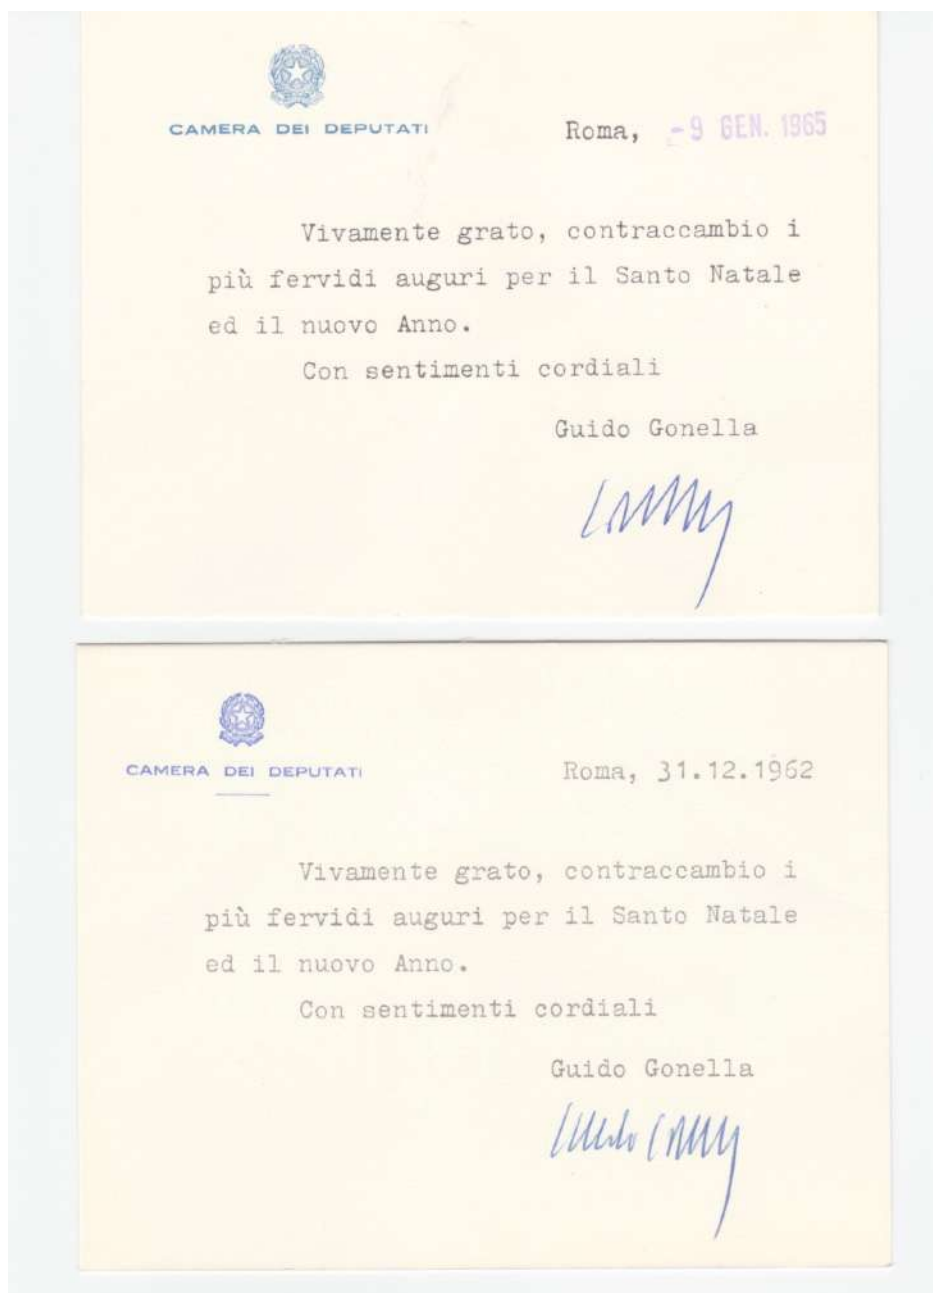 CAMERA DEI DEPUTATI
Roma, -9 GEN. 1965
Vivamente grato, contraccambio i
più fervidi auguri per il Santo Natale
ed il nuovo Anno.
Con sentimenti cordiali
Guido Gonella
CAMERA DEI DEPUTATI
Roma, 31.12.1962
Vivamente grato, contraccambio i
più fervidi auguri per il Santo Natale
ed il nuovo Anno.
Con sentimenti cordiali
Guido Gonella